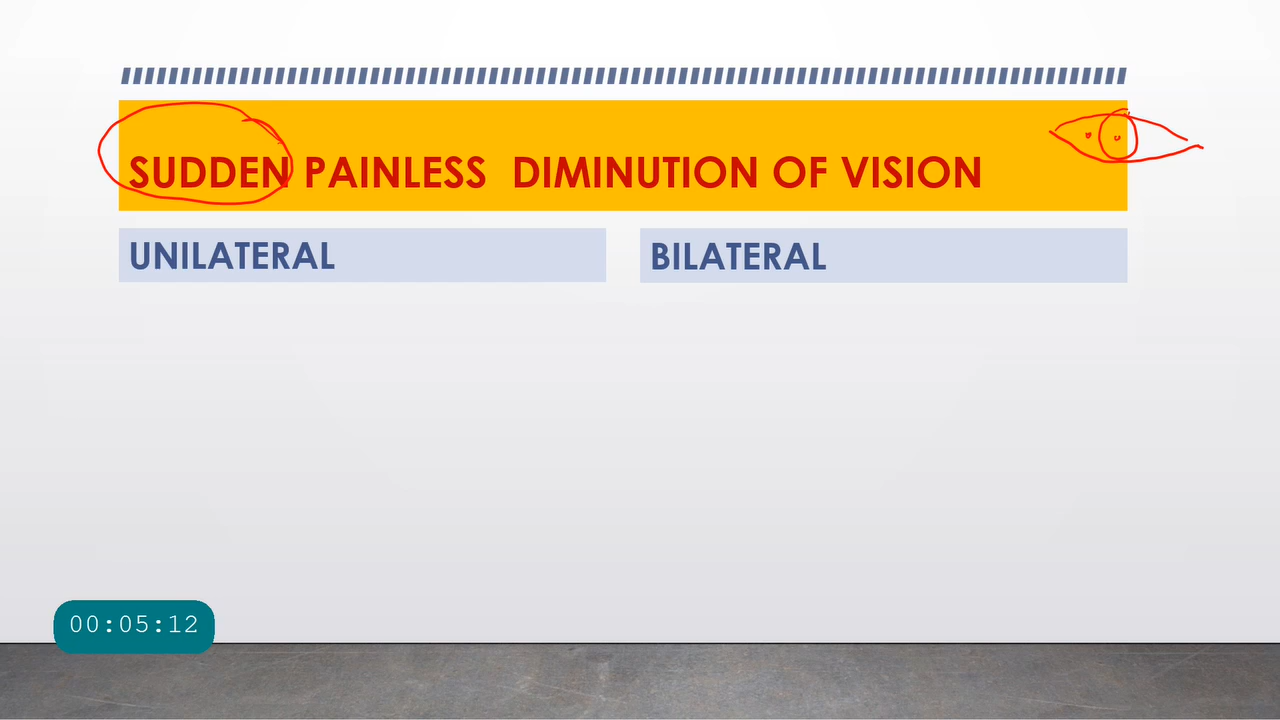 SUDDEN PAINLESS DIMINUTION OF VISION
UNILATERAL
BILATERAL
00:05:12